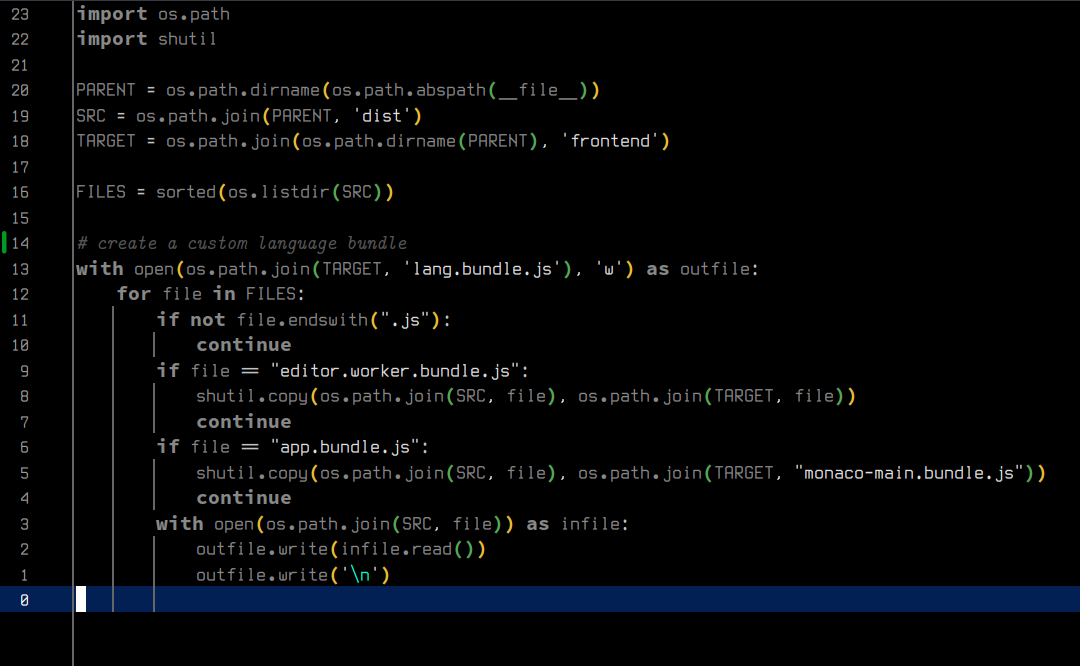 23 import os.path
22 import shutil
21
20 PARENT = os.path.dirname(os.path.abspath(__file__))
19 SRC = os.path.join(PARENT, 'dist')
18 TARGET = os.path.join(os.path.dirname(PARENT), 'frontend')
17
16 FILES = sorted(os.listdir(SRC))
15
14 # create a custom language bundle
13 with open(os.path.join(TARGET, 'lang.bundle.js'), 'w') as outfile:
12     for file in FILES:
11         if not file.endswith(".js"):
10             continue
9         if file == "editor.worker.bundle.js":
8             shutil.copy(os.path.join(SRC, file), os.path.join(TARGET, file))
7             continue
6         if file == "app.bundle.js":
5             shutil.copy(os.path.join(SRC, file), os.path.join(TARGET, "monaco-main.bundle.js"))
4             continue
3         with open(os.path.join(SRC, file)) as infile:
2             outfile.write(infile.read())
1             outfile.write('\n')
0